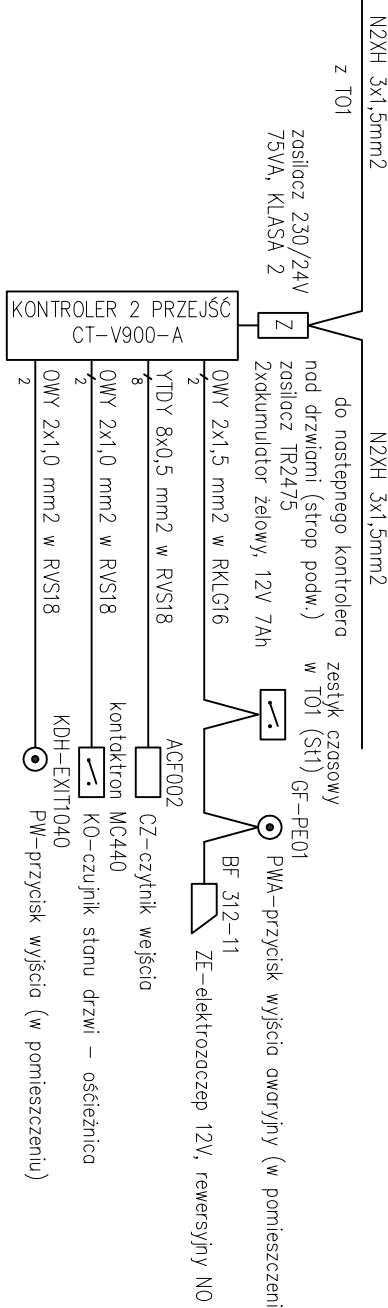 N2XH 3x1,5mm2
z T01
N2XH 3x1,5mm2
zasilacz 230/24V
75VA, KLASA 2
Z
do nastepnego kontrolera
nad drzwiami (strop podw.)
zasilacz TR2475
2xakumulator żelowy, 12V 7Ah
zestyk czasowy
w T01 (St1)
KONTROLER 2 PRZEJŚĆ
CT-V900-A
OWY 2x1,5 mm2 w RKLG16
2
GF-PE01
PWA-przycisk wyjścia awaryjny (w pomieszczeni
BF 312-11
ZE-elektrozaczep 12V, rewersyjny NO
YTDY 8x0,5 mm2 w RVS18
8
ACF002
CZ-czytnik wejścia
OWY 2x1,0 mm2 w RVS18
2
kontaktron MC440
KO-czujnik stanu drzwi - ośćieżnica
OWY 2x1,0 mm2 w RVS18
2
KDH-EXIT1040
PW-przycisk wyjścia (w pomieszczeniu)